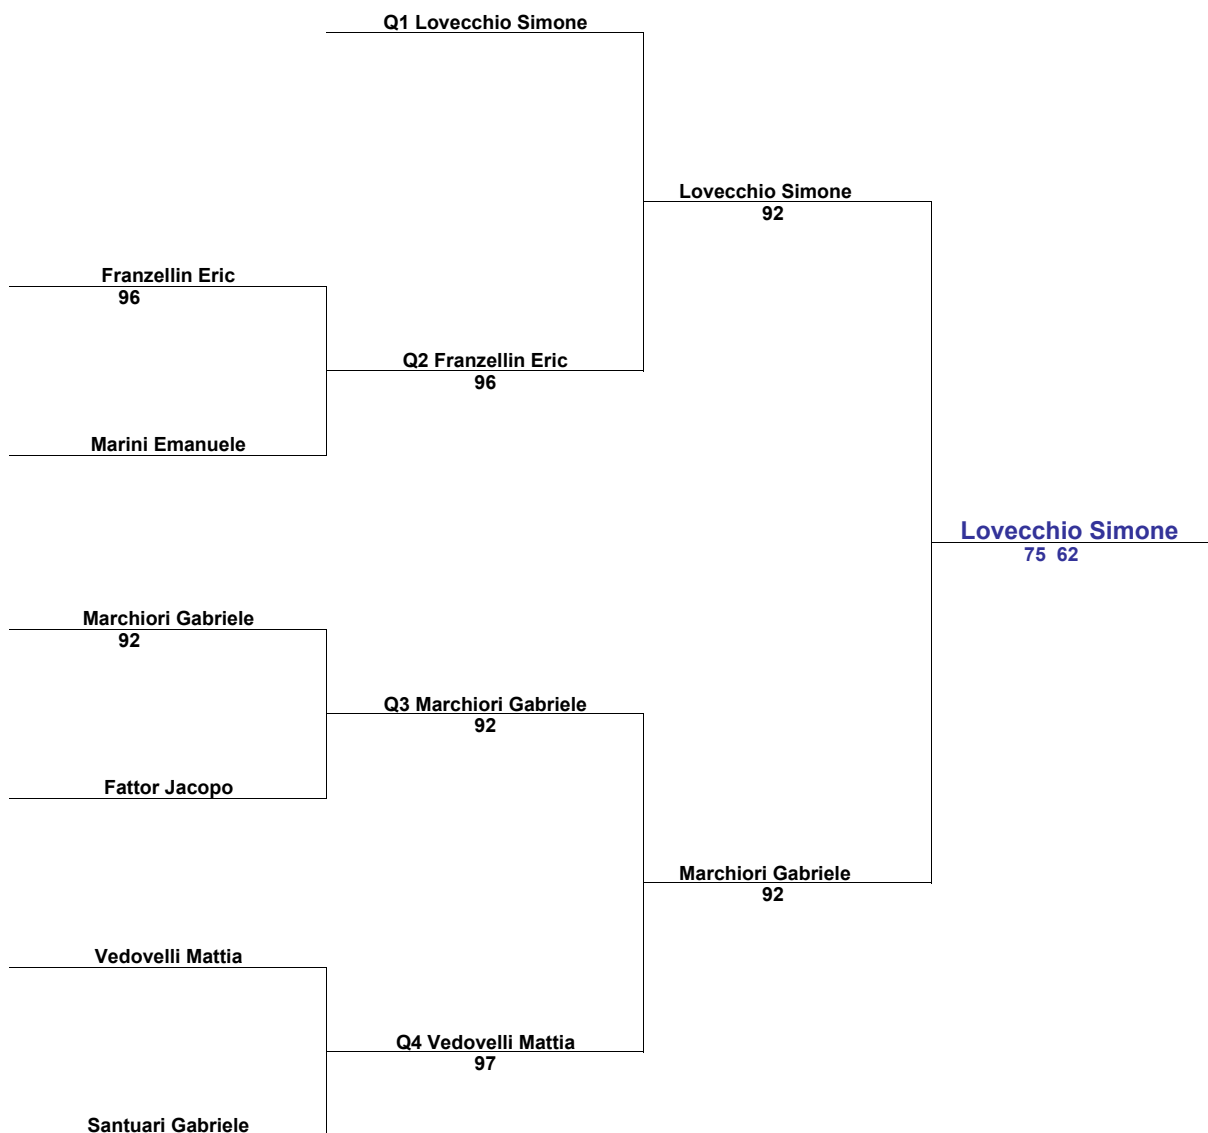 Q1 Lovecchio Simone
Lovecchio Simone
92
Franzellin Eric
96
Q2 Franzellin Eric
96
Marini Emanuele
Lovecchio Simone
75 62
Marchiori Gabriele
92
Q3 Marchiori Gabriele
92
Fattor Jacopo
Marchiori Gabriele
92
Vedovelli Mattia
Q4 Vedovelli Mattia
97
Santuari Gabriele